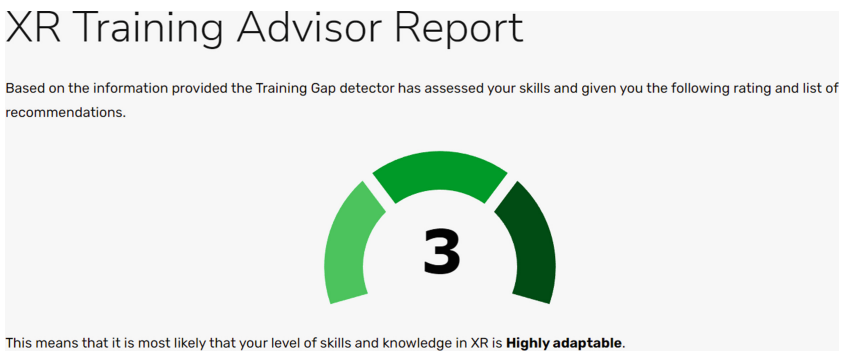 XR Training Advisor Report
Based on the information provided the Training Gap detector has assessed your skills and given you the following rating and list of
recommendations.
3
This means that it is most likely that your level of skills and knowledge in XR is Highly adaptable.